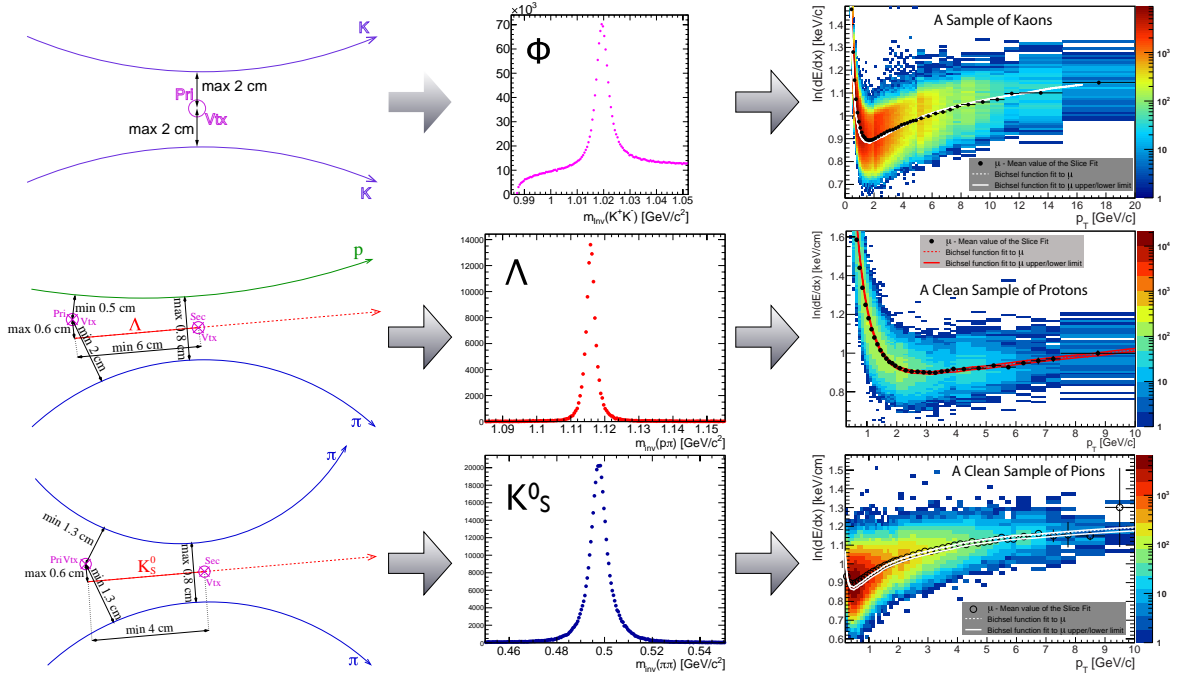 K
Pri
max 2 cm
Vtx
max 2 cm
K
×10³
Φ
70
60
50
40
30
20
10
0
0.99 1 1.01 1.02 1.03 1.04 1.05
m_Inv(K⁺K⁻) [GeV/c²]
A Sample of Kaons
ln(dE/dx) [keV/c]
1.4
1.3
1.2
1.1
1
0.9
0.8
0.7
μ - Mean value of the Slice Fit
Bichsel function fit to μ
Bichsel function fit to μ upper/lower limit
0 2 4 6 8 10 12 14 16 18 20
p_T [GeV/c]
10³
10²
10
1
p
min 0.5 cm
Pri
Vtx
max 0.6 cm
Λ
Sec
Vtx
max 0.8 cm
min 2 cm
min 6 cm
π
Λ
14000
12000
10000
8000
6000
4000
2000
0
1.09 1.10 1.11 1.12 1.13 1.14 1.15
m_inv(pπ) [GeV/c²]
μ - Mean value of the Slice Fit
Bichsel function fit to μ
Bichsel function fit to μ upper/lower limit
A Clean Sample of Protons
ln(dE/dx) [keV/cm]
1.6
1.4
1.2
1
0.8
1 2 3 4 5 6 7 8 9 10
p_T [GeV/c]
10⁴
10³
10²
10
1
π
min 1.3 cm
PriVtx
max 0.6 cm
K⁰_S
Sec
Vtx
max 0.8 cm
min 1.3 cm
min 4 cm
π
K⁰s
20000
18000
16000
14000
12000
10000
8000
6000
4000
2000
0
0.46 0.48 0.5 0.52 0.54
m_inv(ππ) [GeV/c²]
A Clean Sample of Pions
ln(dE/dx) [keV/cm]
1.4
1.3
1.2
1.1
1
0.9
0.8
0.7
0.6
μ - Mean value of the Slice Fit
Bichsel function fit to μ
Bichsel function fit to μ upper/lower limit
1 2 3 4 5 6 7 8 9 10
p_T [GeV/c]
10³
10²
10
1